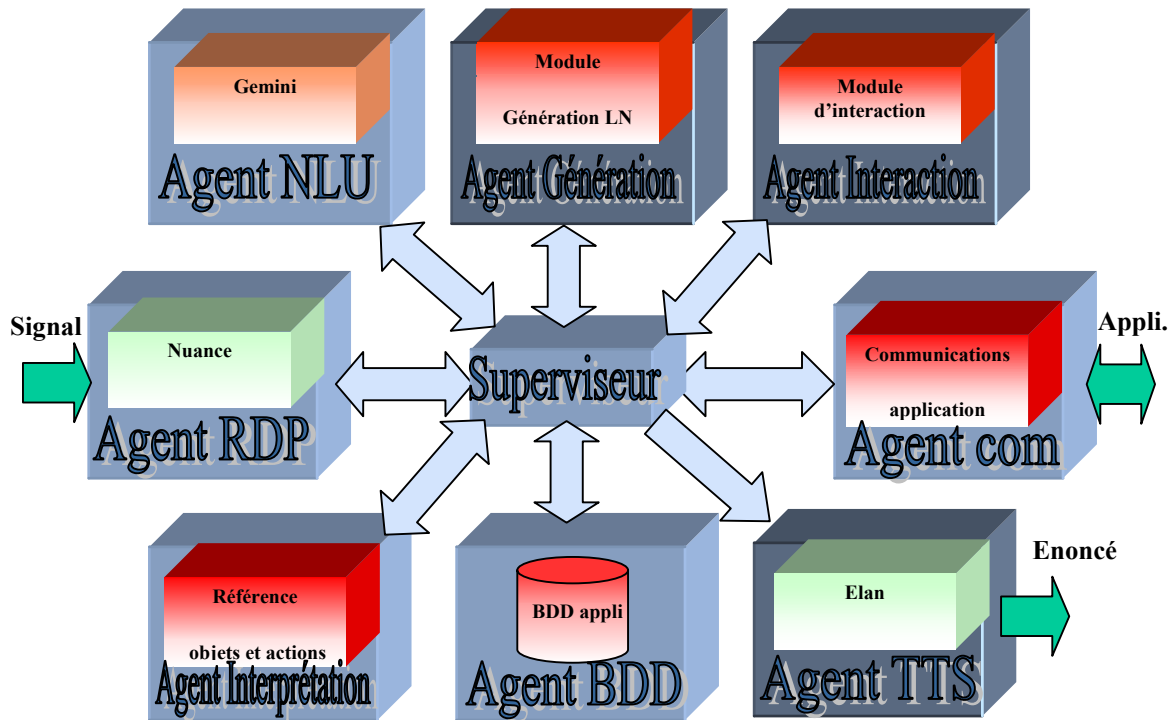 Gemini
Agent NLU
Module
Génération LN
Agent Génération
Module
d'interaction
Agent Interaction
Signal
Nuance
Agent RDP
Superviseur
Communications
application
Agent com
Appli.
Référence
objets et actions
Agent Interprétation
BDD appli
Agent BDD
Elan
Agent TTS
Enoncé